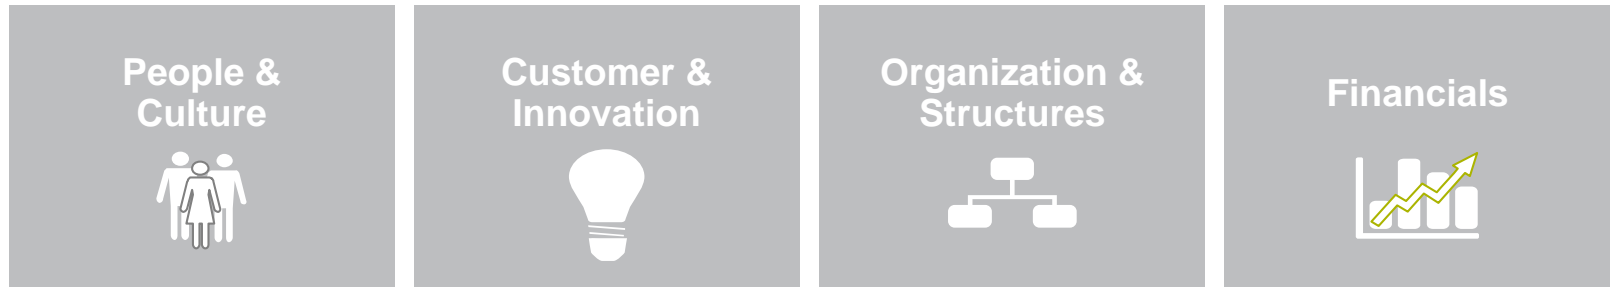 People &
Culture
Customer &
Innovation
Organization &
Structures
Financials